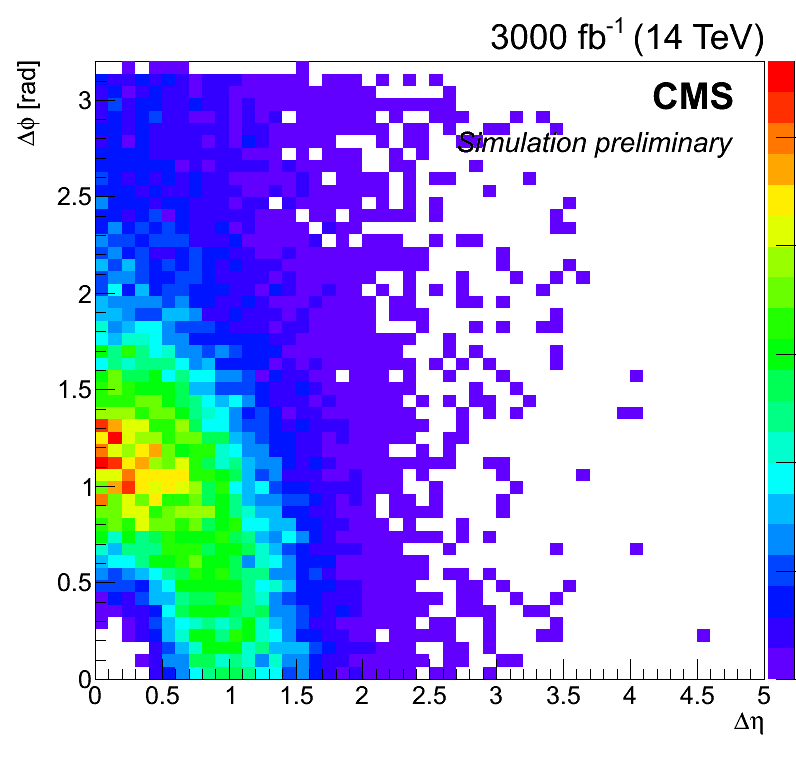 3000 fb-1 (14 TeV)
CMS
Simulation preliminary
Δφ [rad]
3
2.5
2
1.5
1
0.5
0
0 0.5 1 1.5 2 2.5 3 3.5 4 4.5 5
Δη